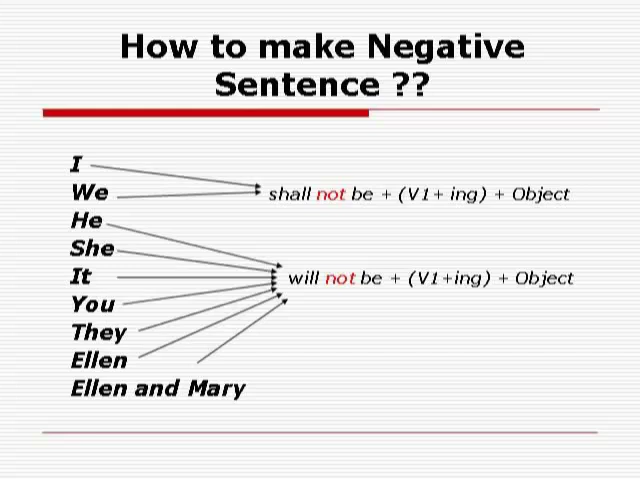 How to make Negative
Sentence ??
I
We
shall not be + (V1+ ing) + Object
He
She
It
will not be + (V1+ing) + Object
You
They
Ellen
Ellen and Mary